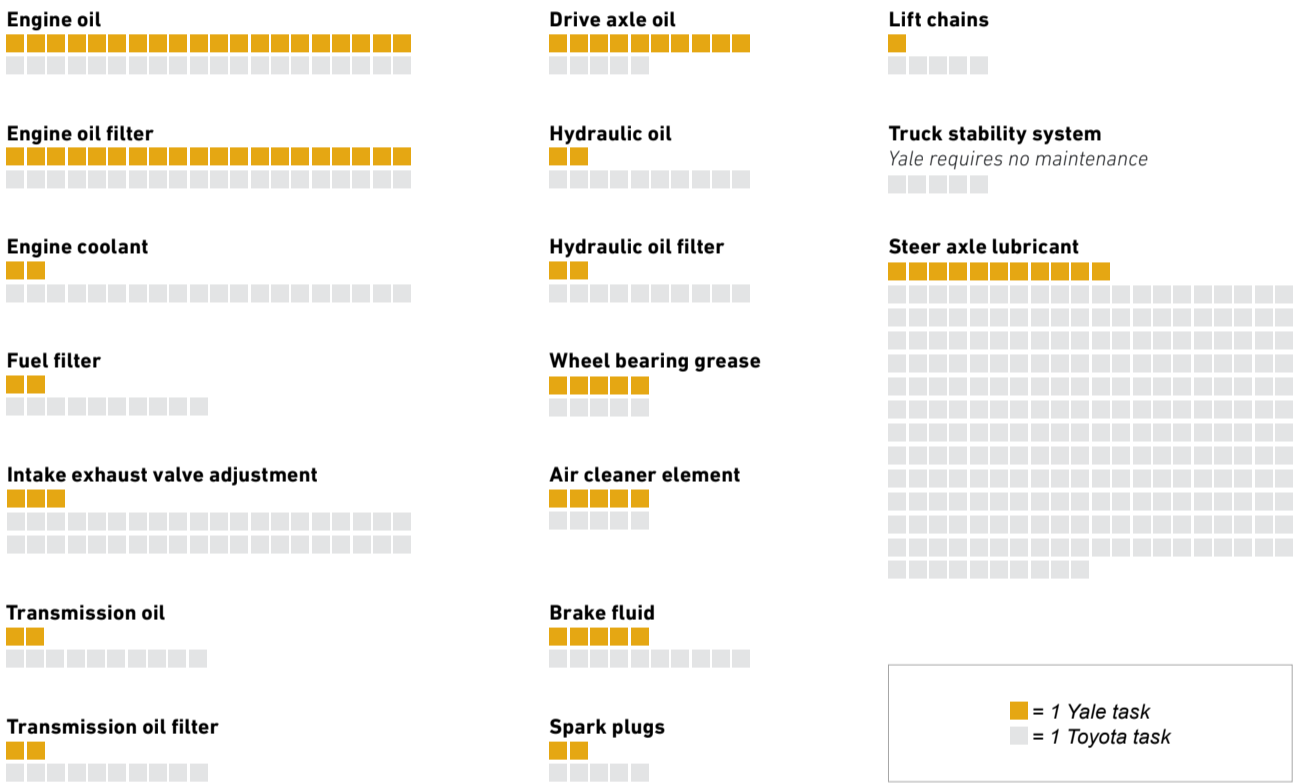 Engine oil
Engine oil filter
Engine coolant
Fuel filter
Intake exhaust valve adjustment
Transmission oil
Transmission oil filter
Drive axle oil
Hydraulic oil
Hydraulic oil filter
Wheel bearing grease
Air cleaner element
Brake fluid
Spark plugs
Lift chains
Truck stability system
Yale requires no maintenance
Steer axle lubricant
= 1 Yale task
= 1 Toyota task